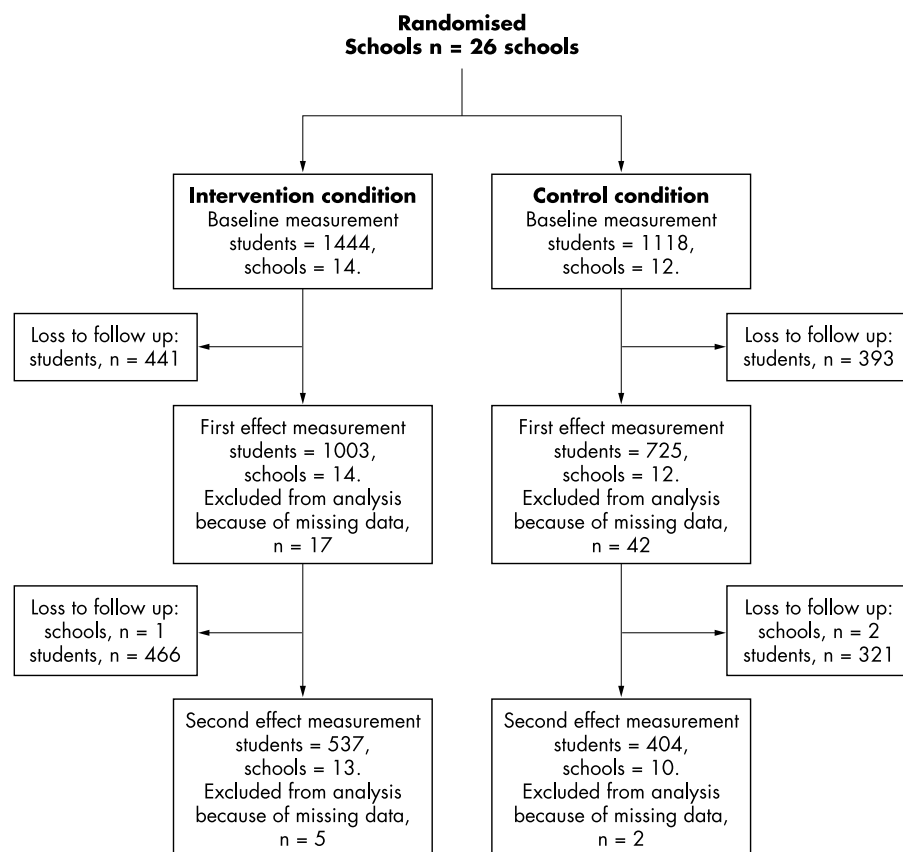 Randomised
Schools n = 26 schools
Intervention condition
Baseline measurement
students = 1444,
schools = 14.
Control condition
Baseline measurement
students = 1118,
schools = 12.
Loss to follow up:
students, n = 441
Loss to follow up:
students, n = 393
First effect measurement
students = 1003,
schools = 14.
Excluded from analysis
because of missing data,
n = 17
First effect measurement
students = 725,
schools = 12.
Excluded from analysis
because of missing data,
n = 42
Loss to follow up:
schools, n = 1
students, n = 466
Loss to follow up:
schools, n = 2
students, n = 321
Second effect measurement
students = 537,
schools = 13.
Excluded from analysis
because of missing data,
n = 5
Second effect measurement
students = 404,
schools = 10.
Excluded from analysis
because of missing data,
n = 2